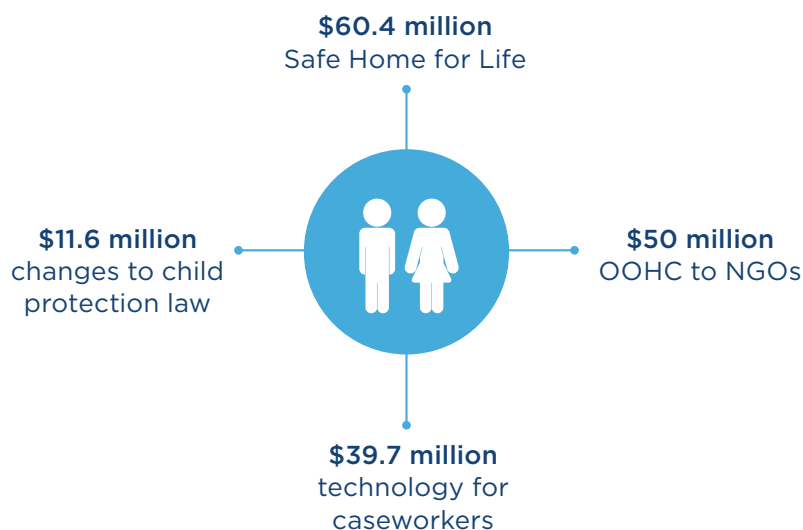 $60.4 million
Safe Home for Life
$11.6 million
changes to child
protection law
$50 million
OOHC to NGOs
$39.7 million
technology for
caseworkers